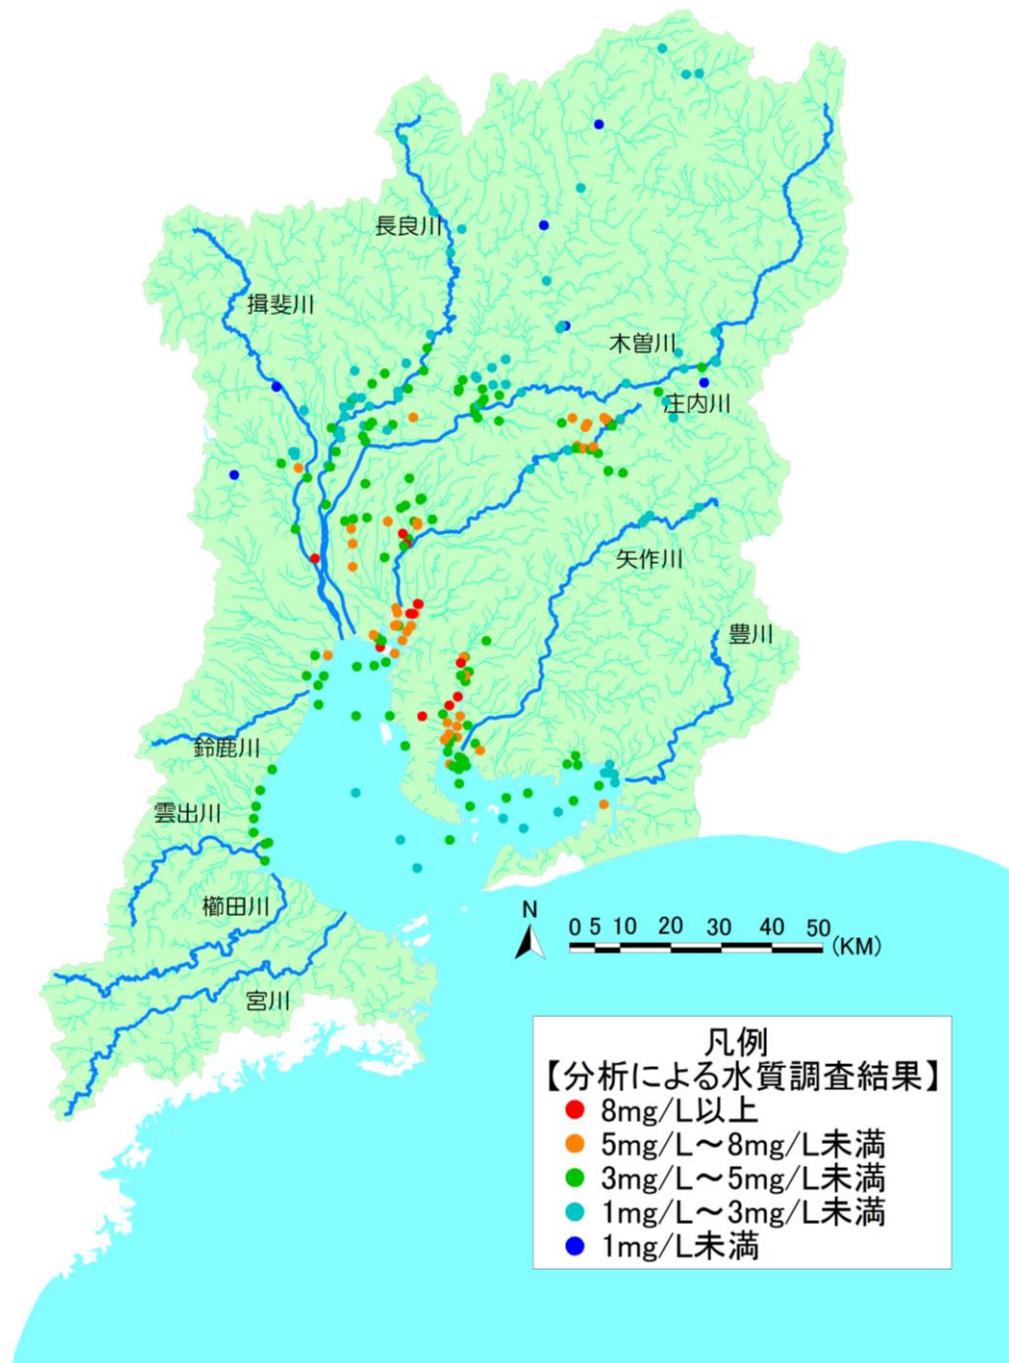 長良川
揖斐川
木曽川
庄内川
矢作川
豊川
鈴鹿川
雲出川
櫛田川
宮川
N
0 5 10 20 30 40 50
(KM)
凡例
【分析による水質調査結果】
8mg/L以上
5mg/L～8mg/L未満
3mg/L～5mg/L未満
1mg/L～3mg/L未満
1mg/L未満